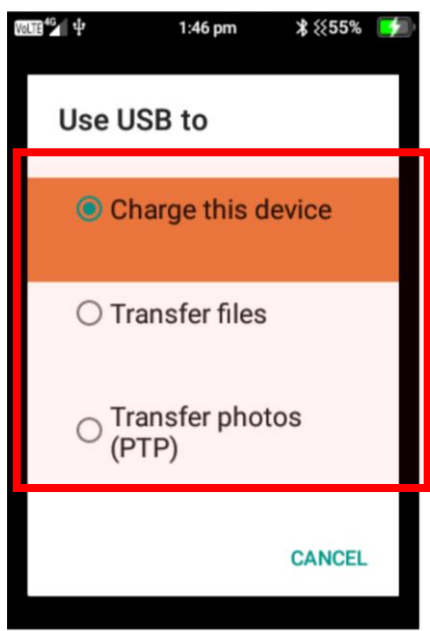 VoLTE 4G 1:46 pm 55%
Use USB to
Charge this device
Transfer files
Transfer photos
(PTP)
CANCEL